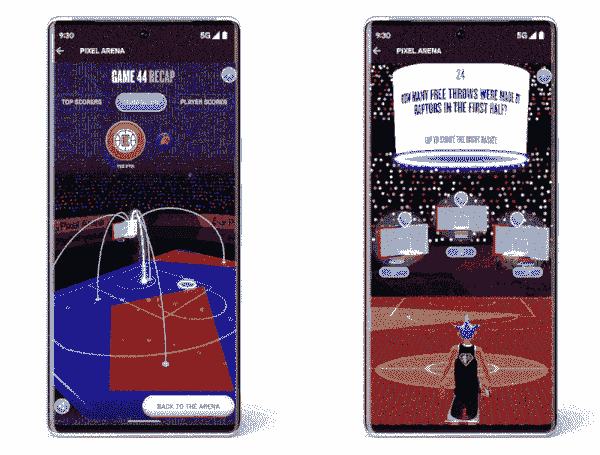 9:30
5G
PIXEL ARENA
GAME 44 RECAP
TOP SCORERS
PLAYER SCORES
BACK TO THE ARENA
9:30
5G
PIXEL ARENA
24
HOW MANY FREE THROWS WERE MADE BY
RAPTORS IN THE FIRST HALF?
TAP TO SHOOT THE RIGHT BASKET